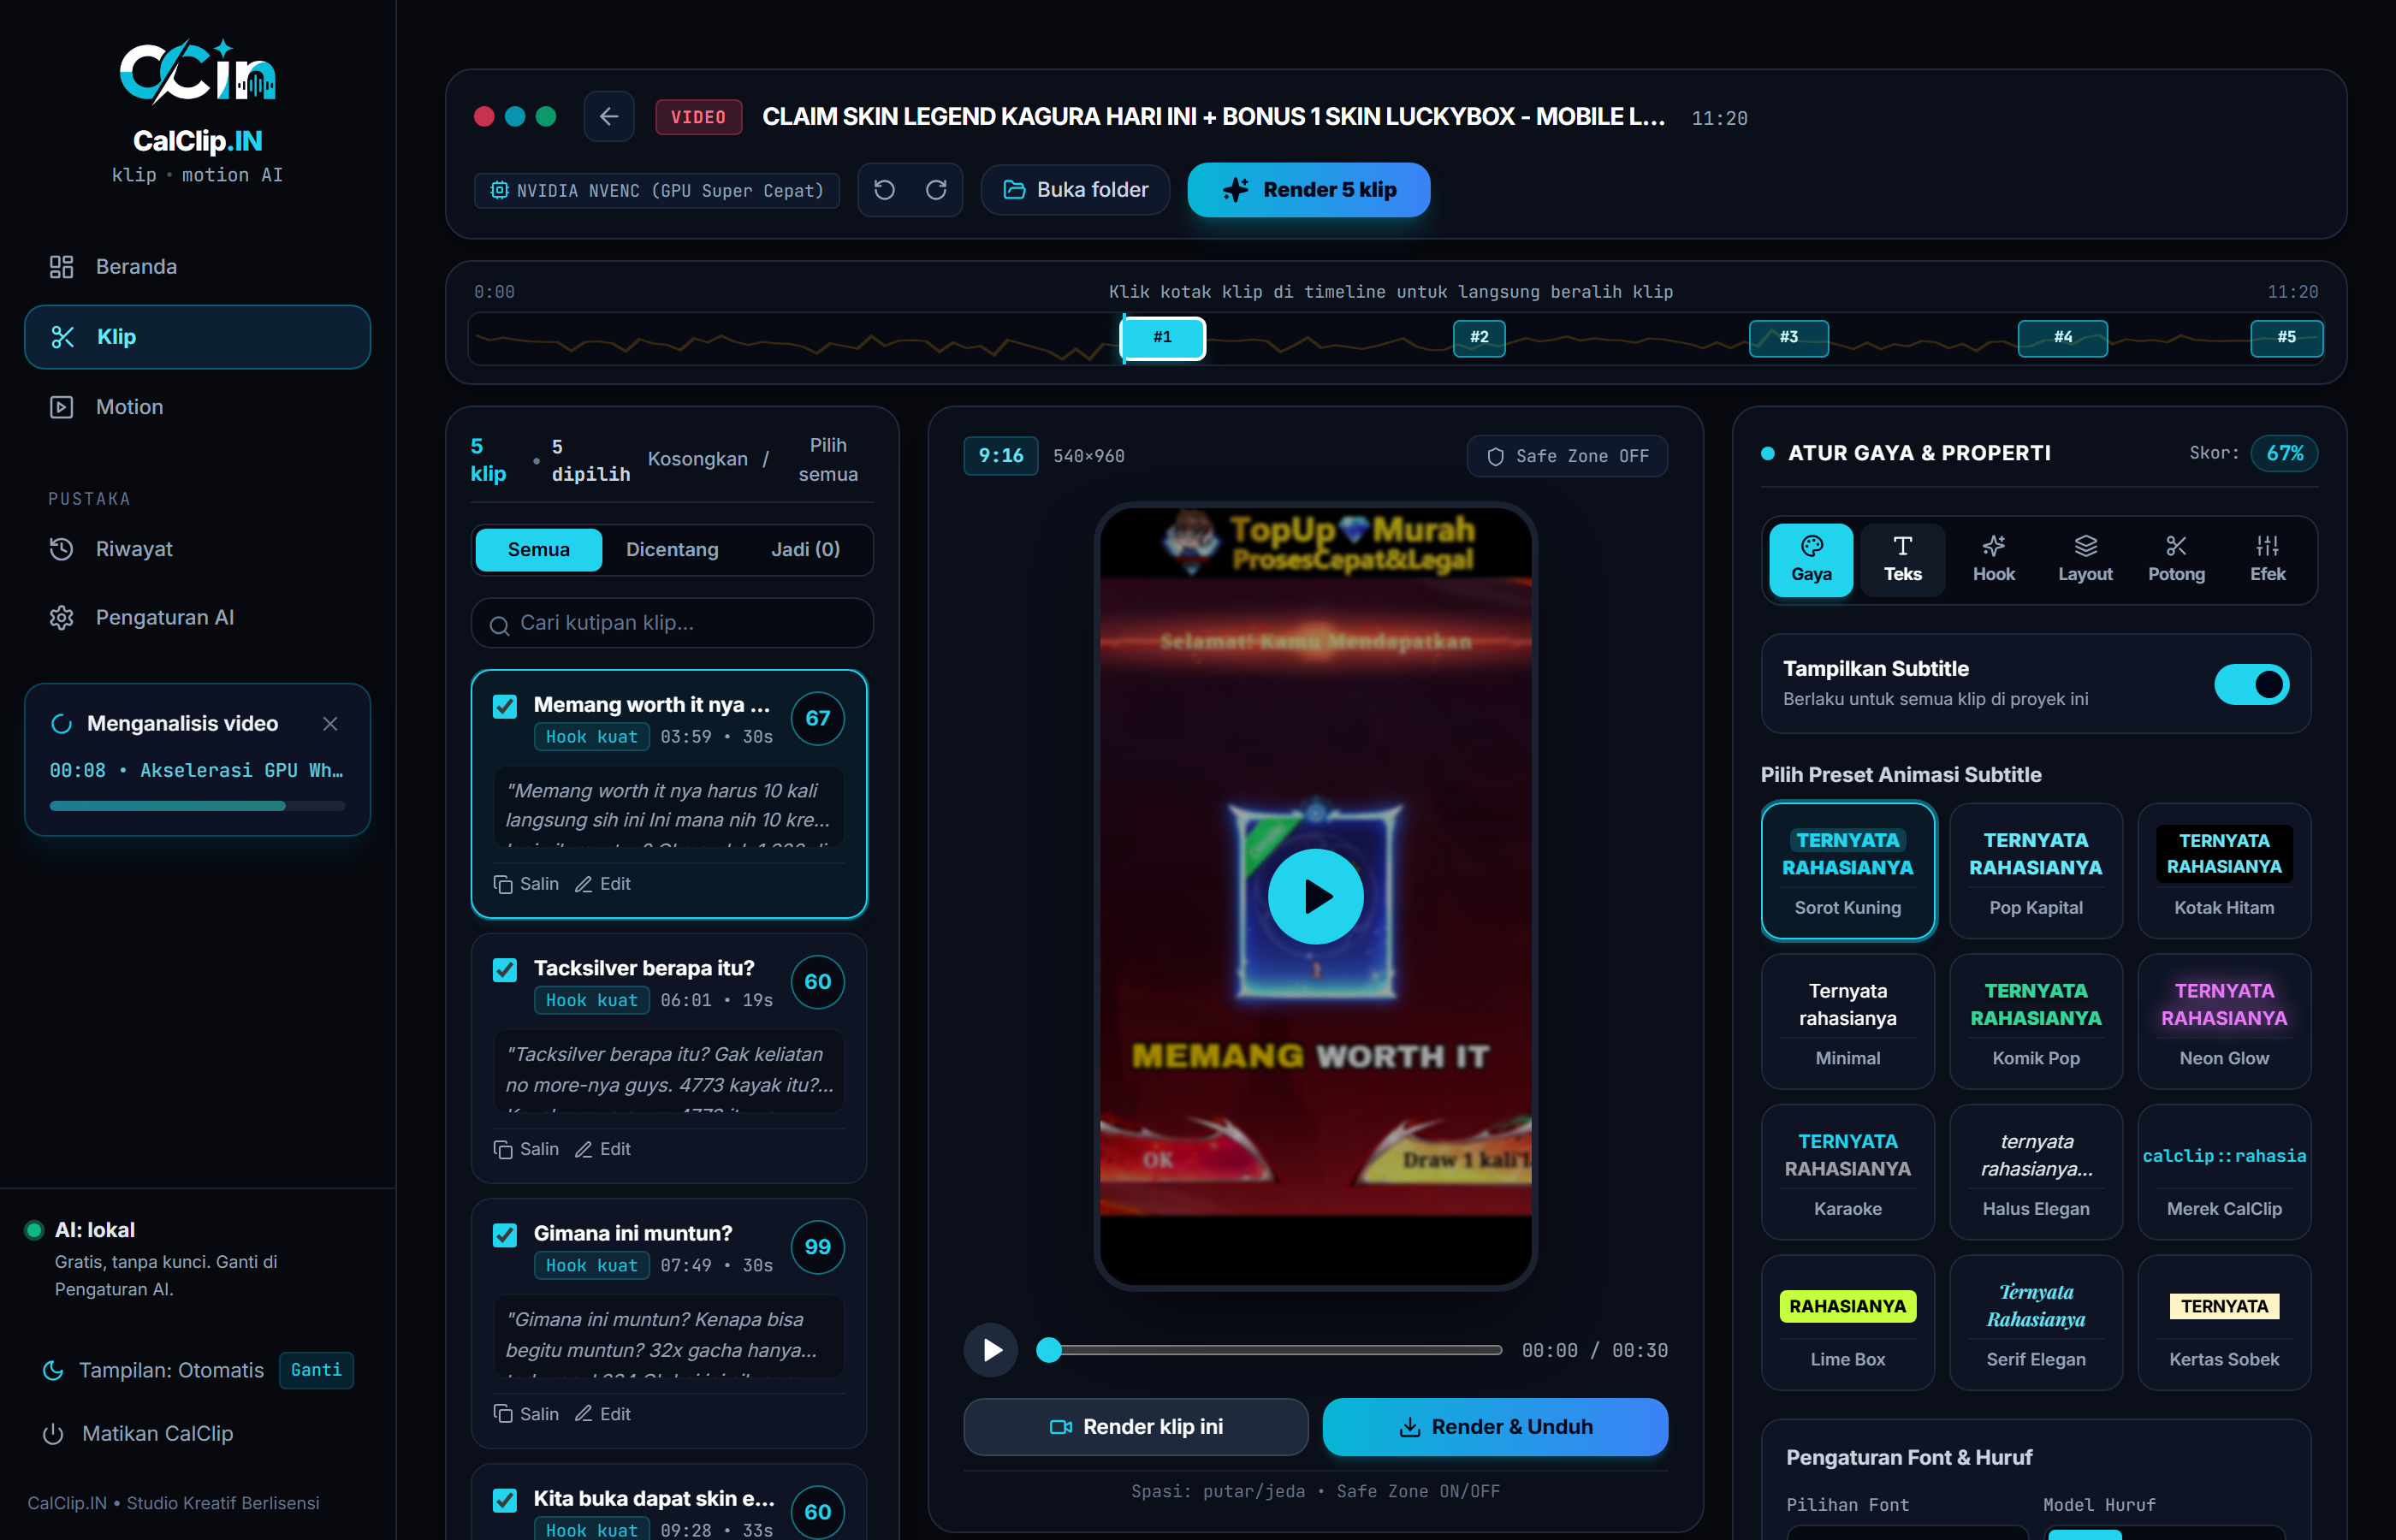 CCin
CalClip.IN
klip • motion AI
Beranda
Klip
Motion
PUSTAKA
Riwayat
Pengaturan AI
Menganalisis video
00:08 • Akselerasi GPU Wh…
AI: lokal
Gratis, tanpa kunci. Ganti di
Pengaturan AI.
Tampilan: Otomatis Ganti
Matikan CalClip
CalClip.IN • Studio Kreatif Berlisensi
VIDEO CLAIM SKIN LEGEND KAGURA HARI INI + BONUS 1 SKIN LUCKYBOX - MOBILE L… 11:20
NVIDIA NVENC (GPU Super Cepat) Buka folder Render 5 klip
0:00 Klik kotak klip di timeline untuk langsung beralih klip 11:20
#1 #2 #3 #4 #5
5 klip • 5 dipilih Kosongkan / Pilih semua
Semua Dicentang Jadi (0)
Cari kutipan klip...
Memang worth it nya ... 67
Hook kuat 03:59 • 30s
"Memang worth it nya harus 10 kali
langsung sih ini Ini mana nih 10 kre...
Salin Edit
Tacksilver berapa itu? 60
Hook kuat 06:01 • 19s
"Tacksilver berapa itu? Gak keliatan
no more-nya guys. 4773 kayak itu?...
Salin Edit
Gimana ini muntun? 99
Hook kuat 07:49 • 30s
"Gimana ini muntun? Kenapa bisa
begitu muntun? 32x gacha hanya...
Salin Edit
Kita buka dapat skin e... 60
Hook kuat 09:28 • 33s
9:16 540×960 Safe Zone OFF
TopUp Murah
ProsesCepat&Legal
Selamat! Kamu Mendapatkan
1
MEMANG WORTH IT
OK Draw 1 kali
00:00 / 00:30
Render klip ini Render & Unduh
Spasi: putar/jeda • Safe Zone ON/OFF
ATUR GAYA & PROPERTI Skor: 67%
Gaya Teks Hook Layout Potong Efek
Tampilkan Subtitle
Berlaku untuk semua klip di proyek ini
Pilih Preset Animasi Subtitle
TERNYATA
RAHASIANYA
Sorot Kuning
TERNYATA
RAHASIANYA
Pop Kapital
TERNYATA
RAHASIANYA
Kotak Hitam
Ternyata
rahasianya
Minimal
TERNYATA
RAHASIANYA
Komik Pop
TERNYATA
RAHASIANYA
Neon Glow
TERNYATA
RAHASIANYA
Karaoke
ternyata
rahasianya...
Halus Elegan
calclip::rahasia
Merek CalClip
RAHASIANYA
Lime Box
Ternyata
Rahasianya
Serif Elegan
TERNYATA
Kertas Sobek
Pengaturan Font & Huruf
Pilihan Font Model Huruf